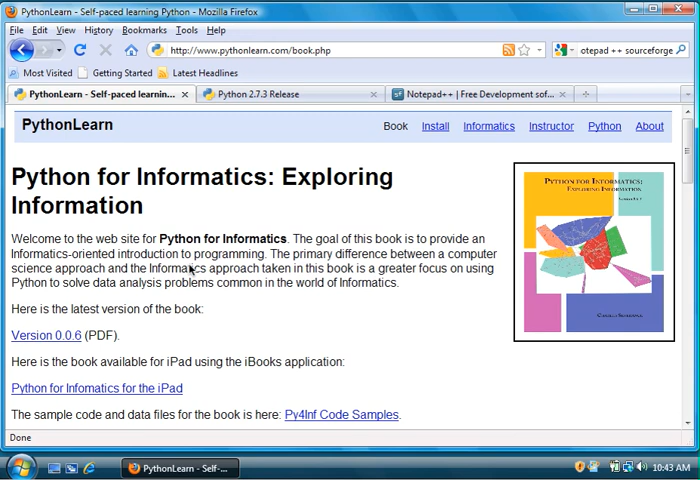 PythonLearn - Self-paced learning Python - Mozilla Firefox
File Edit View History Bookmarks Tools Help
http://www.pythonlearn.com/book.php
otepad ++ sourceforge
Most Visited Getting Started Latest Headlines
PythonLearn - Self-paced learnin... Python 2.7.3 Release Notepad++ | Free Development sof...
PythonLearn
Book Install Informatics Instructor Python About
Python for Informatics: Exploring
Information
PYTHON FOR INFORMATICS:
EXPLORING INFORMATION
Welcome to the web site for Python for Informatics. The goal of this book is to provide an
Informatics-oriented introduction to programming. The primary difference between a computer
science approach and the Informatics approach taken in this book is a greater focus on using
Python to solve data analysis problems common in the world of Informatics.
Here is the latest version of the book:
Version 0.0.6 (PDF).
Here is the book available for iPad using the iBooks application:
Python for Infomatics for the iPad
The sample code and data files for the book is here: Py4Inf Code Samples.
Done
PythonLearn - Self-...
10:43 AM